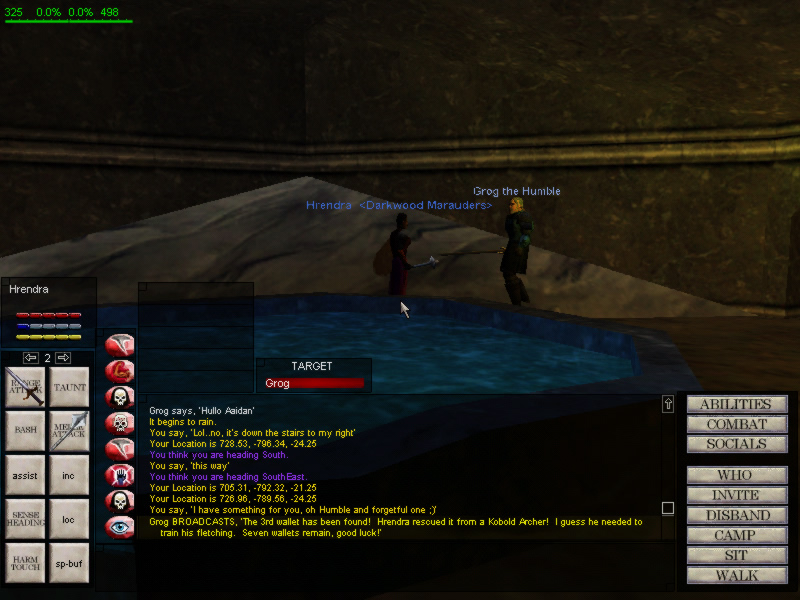 325 0.0% 0.0% 498
Grog the Humble
Hrendra <Darkwood Marauders>
Hrendra
2
RANGE ATTACK
TAUNT
BASH
MELEE ATTACK
assist
inc
SENSE HEADING
loc
HARM TOUCH
sp-buf
TARGET
Grog
Grog says, 'Hullo Aaidan'
It begins to rain.
You say, 'Lol..no, it's down the stairs to my right'
Your Location is 728.53, -796.34, -24.25
You think you are heading South.
You say, 'this way'
You think you are heading SouthEast.
Your Location is 705.31, -792.32, -21.25
Your Location is 726.96, -789.56, -24.25
You say, 'I have something for you, oh Humble and forgetful one ;)'
Grog BROADCASTS, 'The 3rd wallet has been found! Hrendra rescued it from a Kobold Archer! I guess he needed to
train his fletching. Seven wallets remain, good luck!'
ABILITIES
COMBAT
SOCIALS
WHO
INVITE
DISBAND
CAMP
SIT
WALK